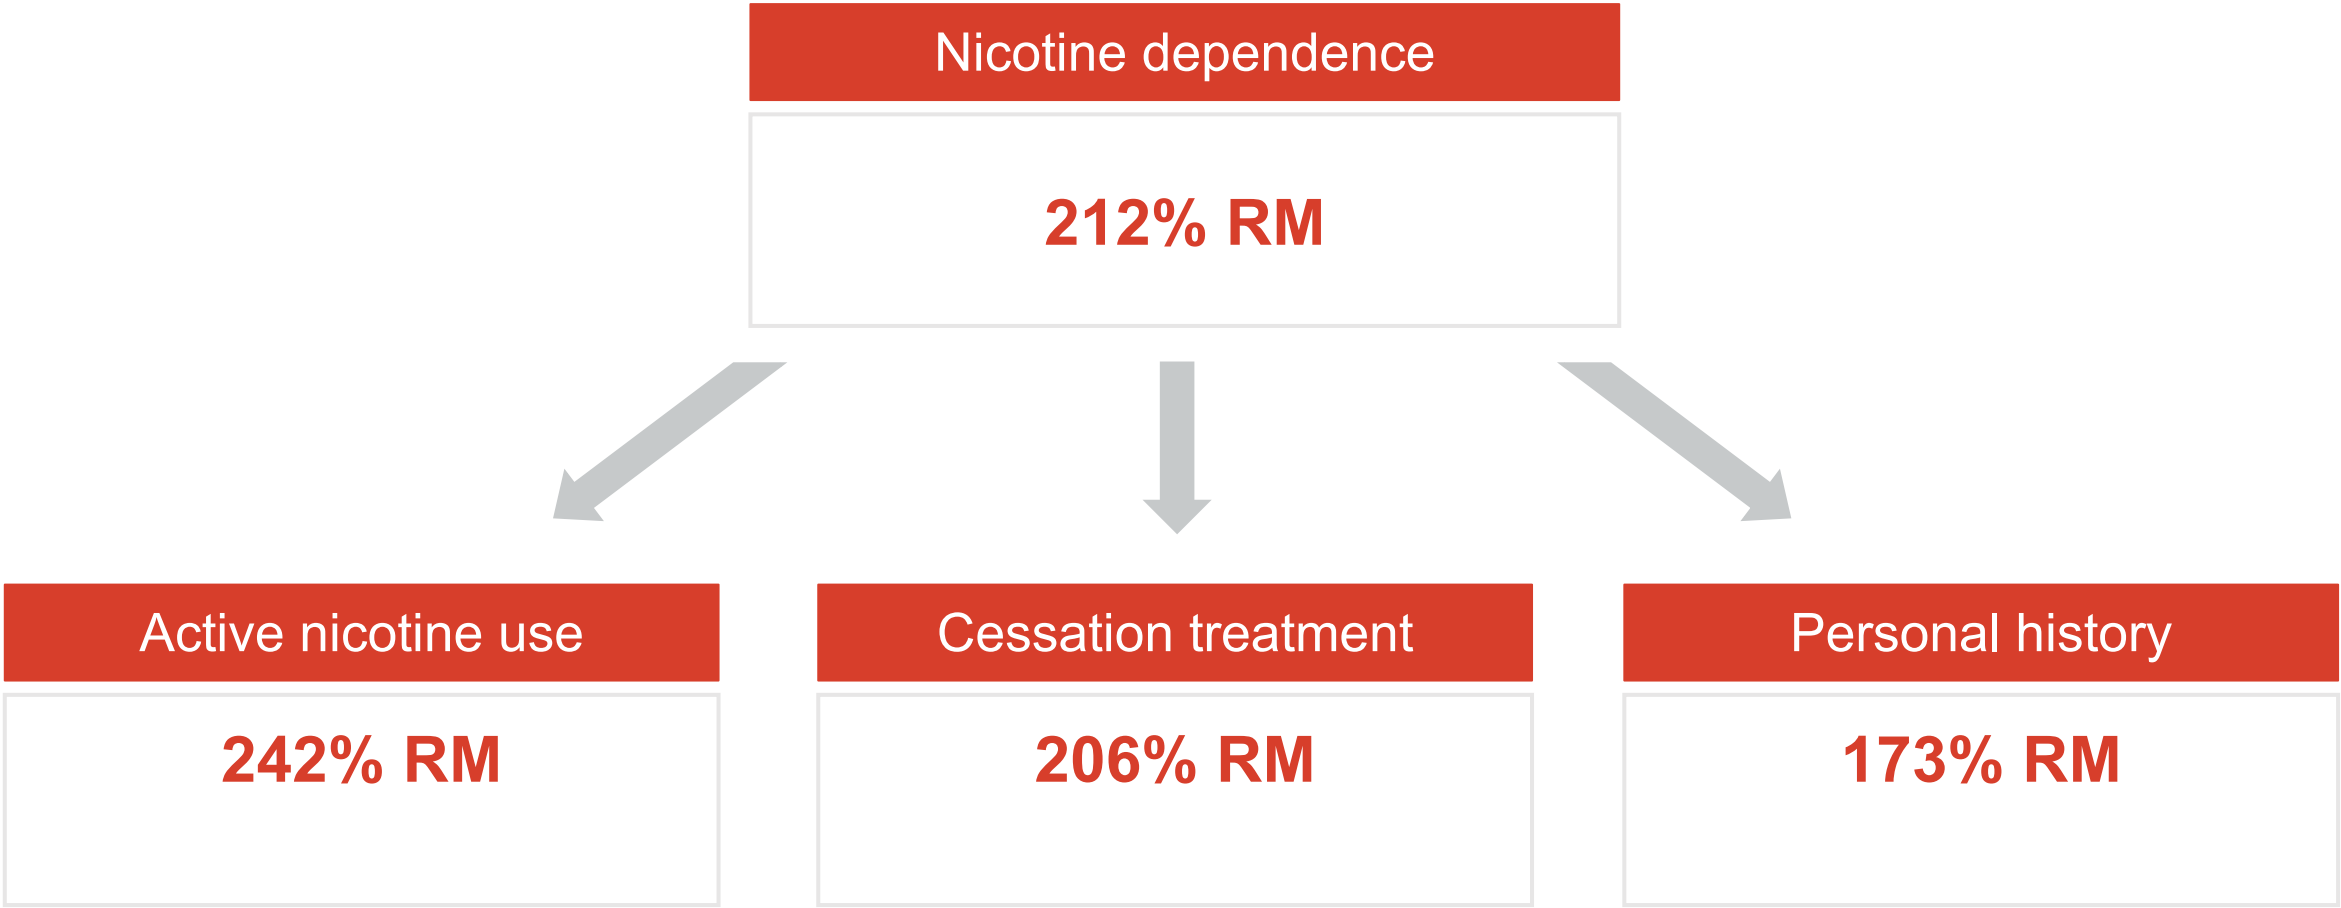 Nicotine dependence
212% RM
Active nicotine use
242% RM
Cessation treatment
206% RM
Personal history
173% RM